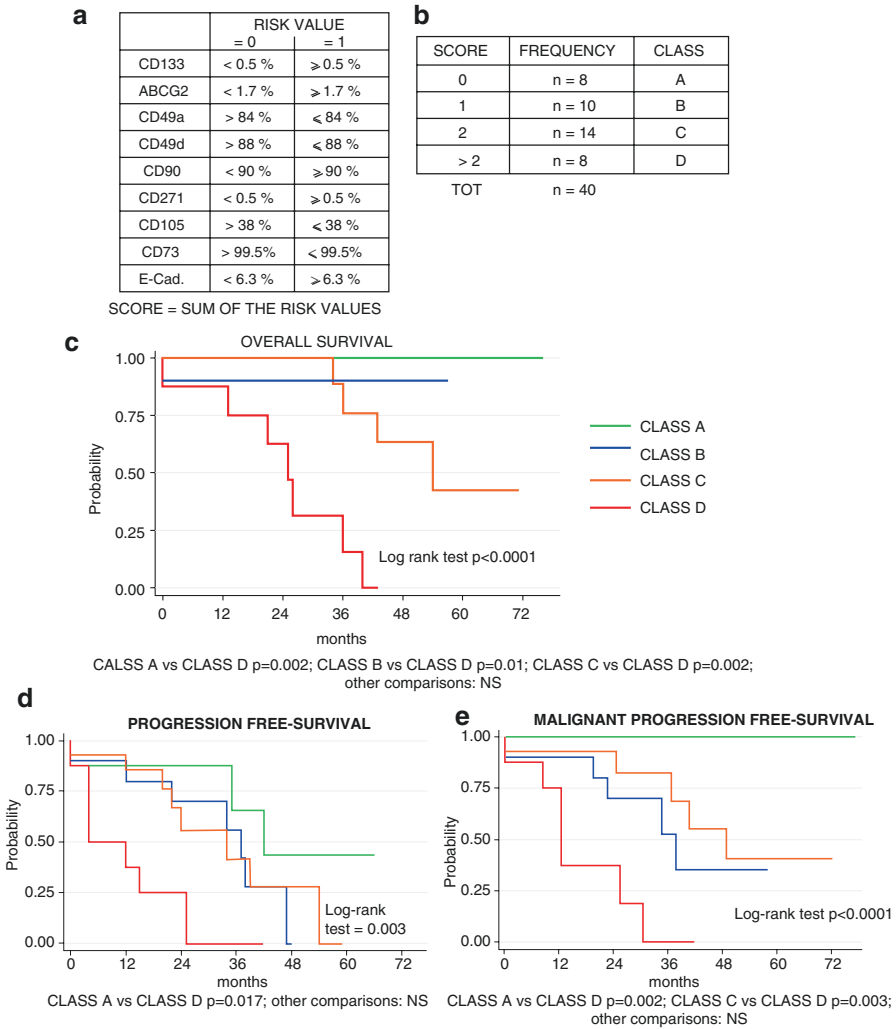 a
RISK VALUE
= 0 = 1
CD133 < 0.5 % ⩾ 0.5 %
ABCG2 < 1.7 % ⩾ 1.7 %
CD49a > 84 % ⩽ 84 %
CD49d > 88 % ⩽ 88 %
CD90 < 90 % ⩾ 90 %
CD271 < 0.5 % ⩾ 0.5 %
CD105 > 38 % ⩽ 38 %
CD73 > 99.5% ⩽ 99.5%
E-Cad. < 6.3 % ⩾ 6.3 %
SCORE = SUM OF THE RISK VALUES
b
SCORE FREQUENCY CLASS
0 n = 8 A
1 n = 10 B
2 n = 14 C
> 2 n = 8 D
TOT n = 40
c
OVERALL SURVIVAL
1.00
0.75
0.50
0.25
0.00
Probability
0 12 24 36 48 60 72
months
Log rank test p<0.0001
CLASS A
CLASS B
CLASS C
CLASS D
CALSS A vs CLASS D p=0.002; CLASS B vs CLASS D p=0.01; CLASS C vs CLASS D p=0.002;
other comparisons: NS
d
PROGRESSION FREE-SURVIVAL
1.00
0.75
0.50
0.25
0.00
Probability
0 12 24 36 48 60 72
months
Log-rank
test = 0.003
CLASS A vs CLASS D p=0.017; other comparisons: NS
e
MALIGNANT PROGRESSION FREE-SURVIVAL
1.00
0.75
0.50
0.25
0.00
Probability
0 12 24 36 48 60 72
months
Log-rank test p<0.0001
CLASS A vs CLASS D p=0.002; CLASS C vs CLASS D p=0.003;
other comparisons: NS